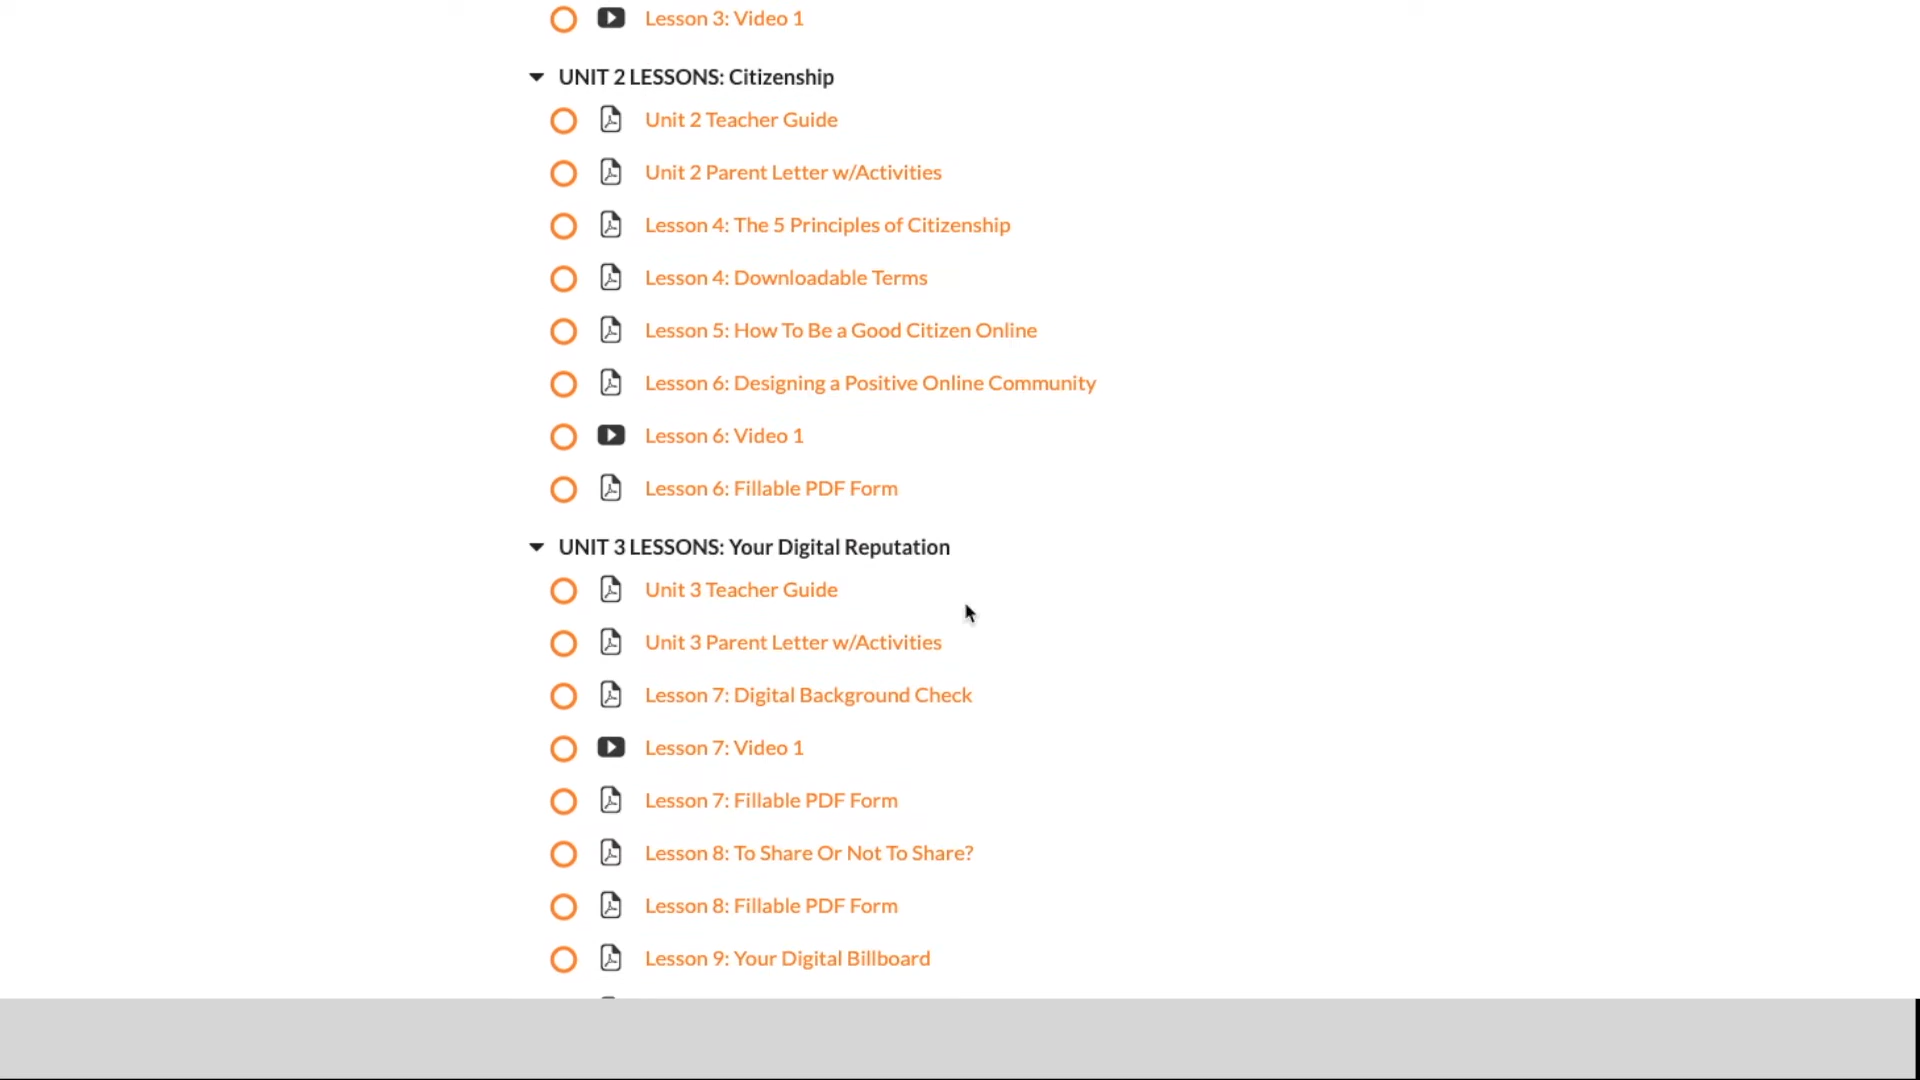 Lesson 3: Video 1
UNIT 2 LESSONS: Citizenship
Unit 2 Teacher Guide
Unit 2 Parent Letter w/Activities
Lesson 4: The 5 Principles of Citizenship
Lesson 4: Downloadable Terms
Lesson 5: How To Be a Good Citizen Online
Lesson 6: Designing a Positive Online Community
Lesson 6: Video 1
Lesson 6: Fillable PDF Form
UNIT 3 LESSONS: Your Digital Reputation
Unit 3 Teacher Guide
Unit 3 Parent Letter w/Activities
Lesson 7: Digital Background Check
Lesson 7: Video 1
Lesson 7: Fillable PDF Form
Lesson 8: To Share Or Not To Share?
Lesson 8: Fillable PDF Form
Lesson 9: Your Digital Billboard